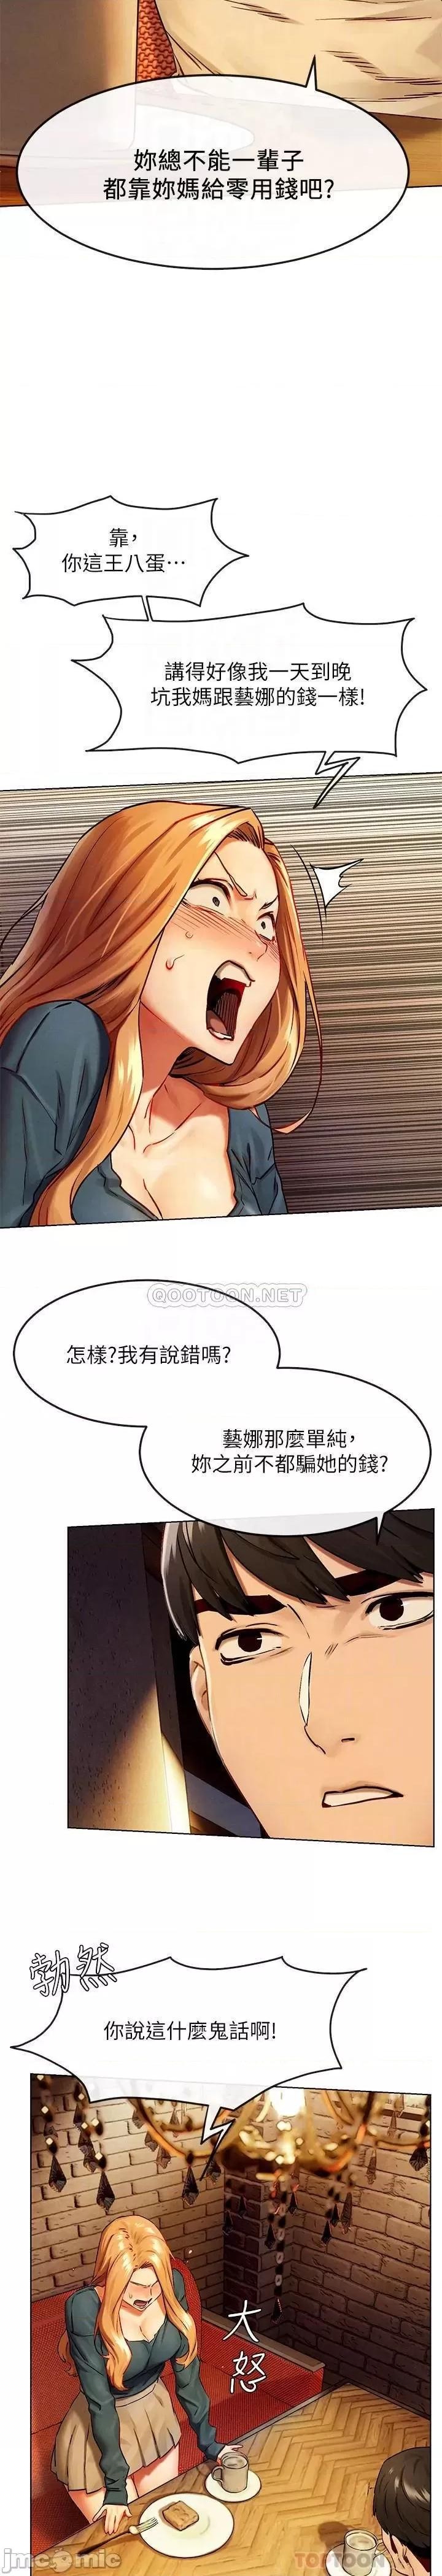 妳總不能一輩子
都靠妳媽給零用錢吧?
靠,
你這王八蛋…
講得好像我一天到晚
坑我媽跟藝娜的錢一樣!
QOOTOON.NET
怎樣?我有說錯嗎?
藝娜那麼單純,
妳之前不都騙她的錢?
勃然
你說這什麼鬼話啊!
大
怒
jmcomic
TOPTOON